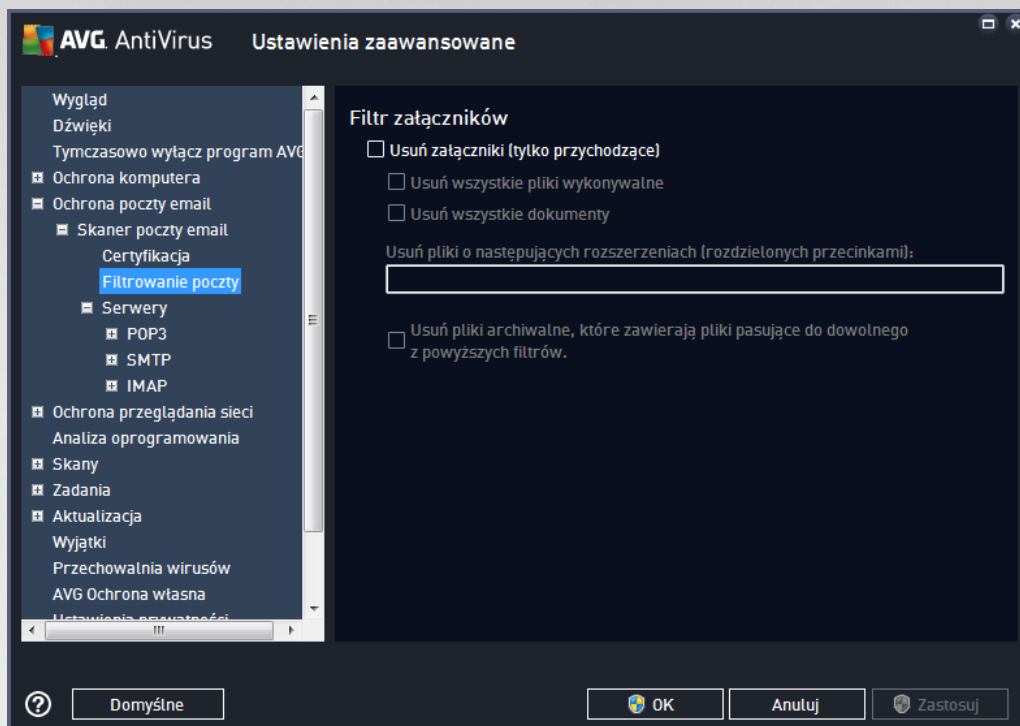 AVG. AntiVirus Ustawienia zaawansowane
Wygląd
Dźwięki
Tymczasowo wyłącz program AVG
Ochrona komputera
Ochrona poczty email
Skaner poczty email
Certyfikacja
Filtrowanie poczty
Serwery
POP3
SMTP
IMAP
Ochrona przeglądania sieci
Analiza oprogramowania
Skany
Zadania
Aktualizacja
Wyjątki
Przechowalnia wirusów
AVG Ochrona własna
Ustawienia prywatności
Filtr załączników
Usuń załączniki (tylko przychodzące)
Usuń wszystkie pliki wykonywalne
Usuń wszystkie dokumenty
Usuń pliki o następujących rozszerzeniach (rozdzielonych przecinkami):
Usuń pliki archiwalne, które zawierają pliki pasujące do dowolnego
z powyższych filtrów.
Domyślne
OK
Anuluj
Zastosuj